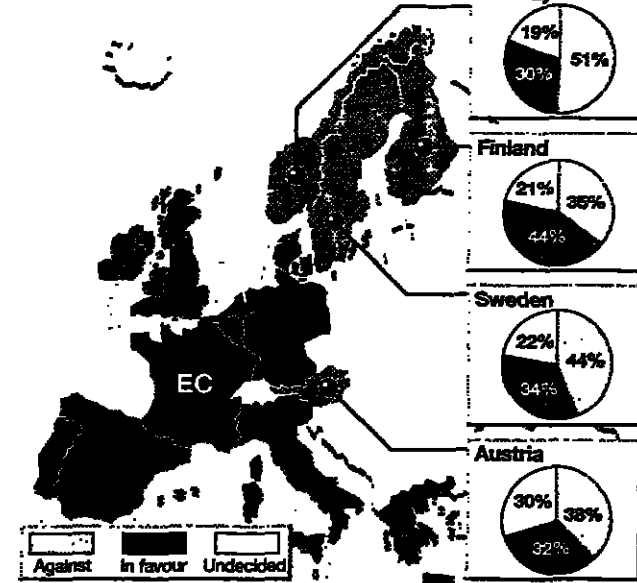 19%
51%
30%
Finland
21%
35%
44%
Sweden
22%
44%
34%
EC
Austria
30%
38%
32%
Against
In favour
Undecided